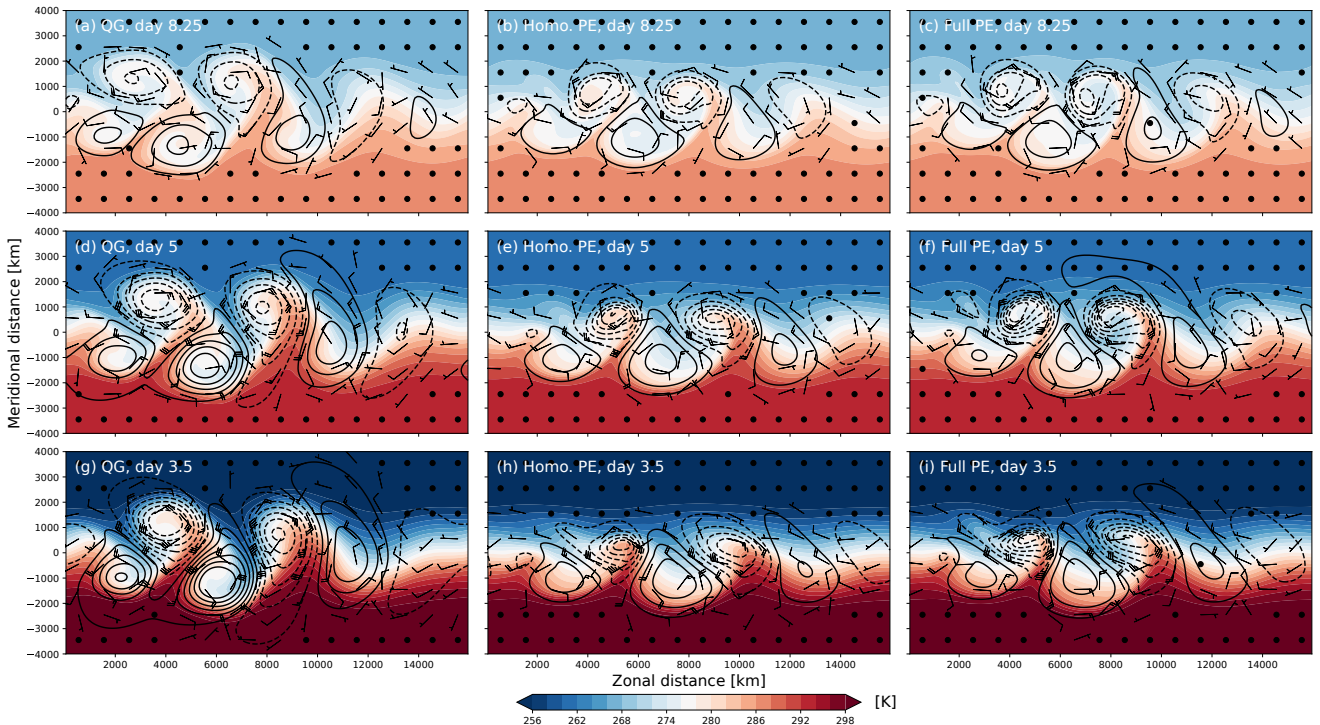 (a) QG, day 8.25
(b) Homo. PE, day 8.25
(c) Full PE, day 8.25
4000
3000
2000
1000
0
−1000
−2000
−3000
−4000
(d) QG, day 5
(e) Homo. PE, day 5
(f) Full PE, day 5
4000
3000
2000
1000
0
−1000
−2000
−3000
−4000
Meridional distance [km]
(g) QG, day 3.5
(h) Homo. PE, day 3.5
(i) Full PE, day 3.5
4000
3000
2000
1000
0
−1000
−2000
−3000
−4000
2000 4000 6000 8000 10000 12000 14000
2000 4000 6000 8000 10000 12000 14000
2000 4000 6000 8000 10000 12000 14000
Zonal distance [km]
[K]
256 262 268 274 280 286 292 298